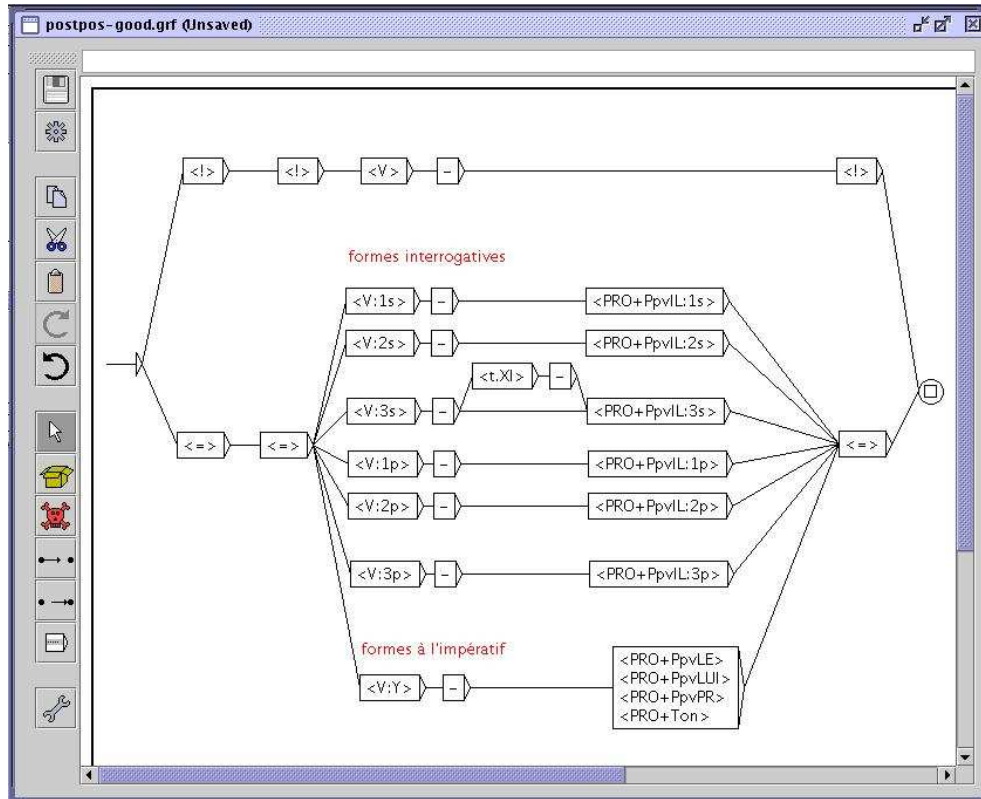 postpos-good.grf (Unsaved)
<!> <!> <V> - <!>
formes interrogatives
<V:1s> - <PRO+PpvIL:1s>
<V:2s> - <PRO+PpvIL:2s>
<t.XI> -
<V:3s> - <PRO+PpvIL:3s>
<=> <=> <=>
<V:1p> - <PRO+PpvIL:1p>
<V:2p> - <PRO+PpvIL:2p>
<V:3p> - <PRO+PpvIL:3p>
formes à l'impératif
<PRO+PpvLE>
<PRO+PpvLUI>
<V:Y> - <PRO+PpvPR>
<PRO+Ton>